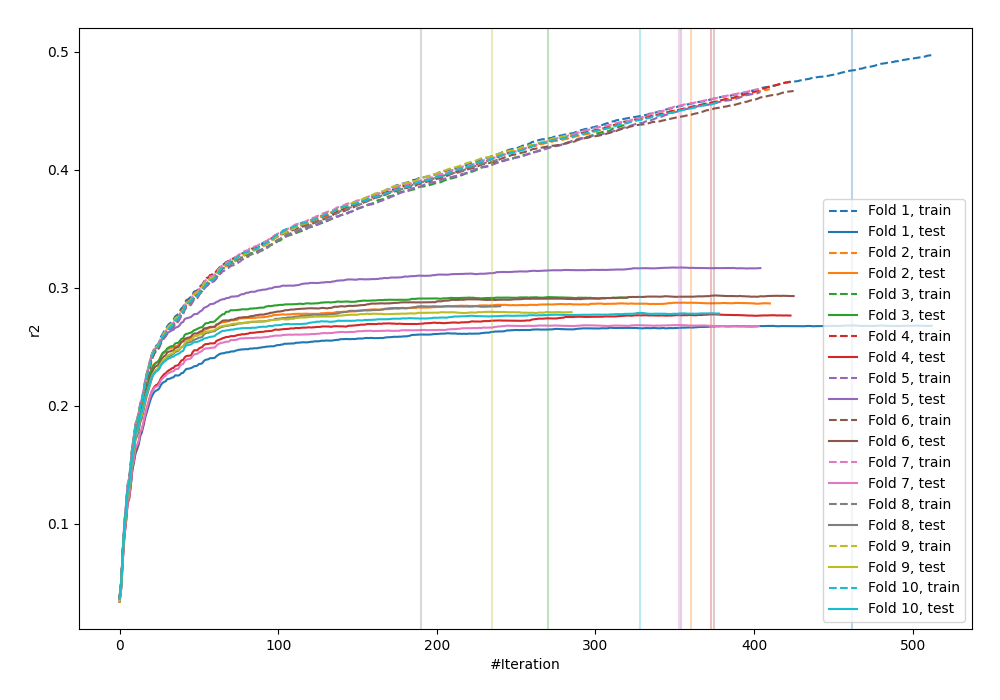 0.5
0.4
0.3
0.2
0.1
r2
0
100
200
300
400
500
#Iteration
Fold 1, train
Fold 1, test
Fold 2, train
Fold 2, test
Fold 3, train
Fold 3, test
Fold 4, train
Fold 4, test
Fold 5, train
Fold 5, test
Fold 6, train
Fold 6, test
Fold 7, train
Fold 7, test
Fold 8, train
Fold 8, test
Fold 9, train
Fold 9, test
Fold 10, train
Fold 10, test